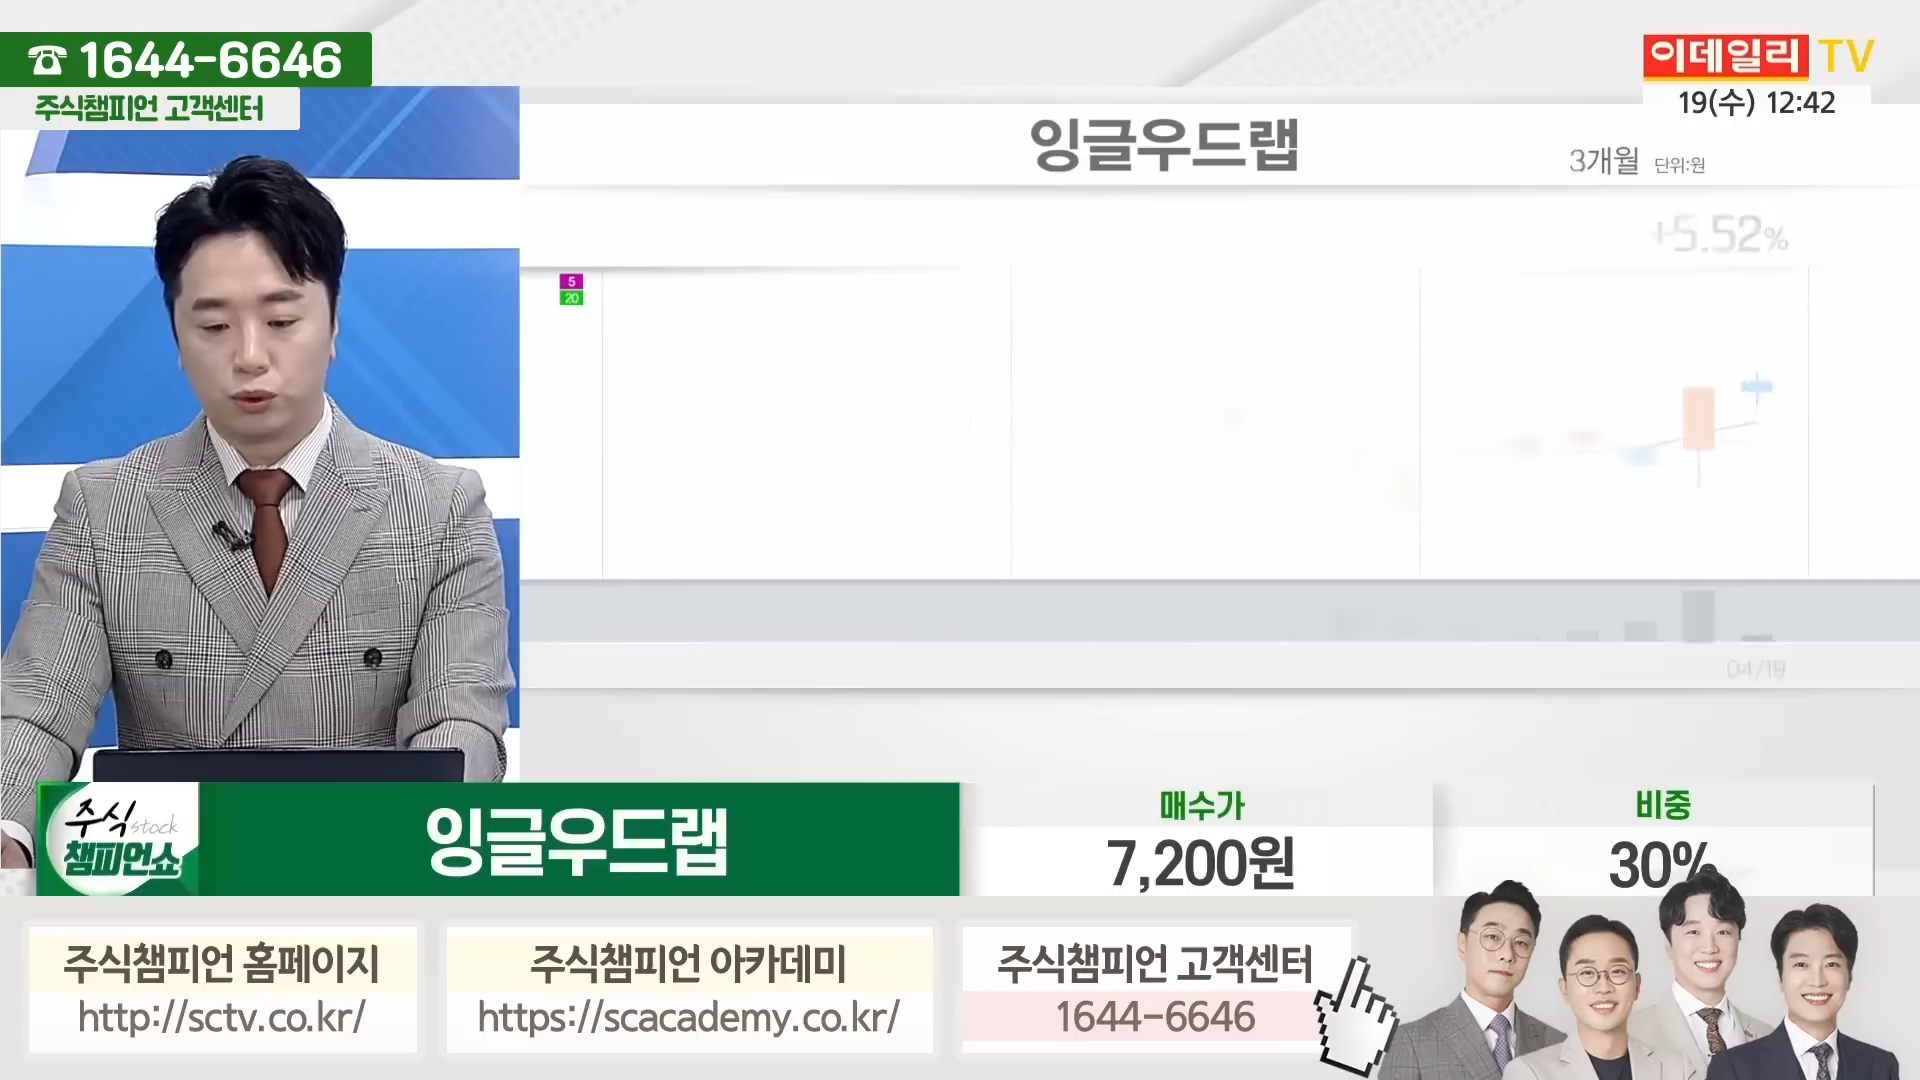 ☎ 1644-6646
주식챔피언 고객센터
이데일리 TV
19(수) 12:42
잉글우드랩
3개월 단위:원
+5.52%
5
20
04/19
주식 stock
챔피언쇼
잉글우드랩
매수가
7,200원
비중
30%
주식챔피언 홈페이지
http://sctv.co.kr/
주식챔피언 아카데미
https://scacademy.co.kr/
주식챔피언 고객센터
1644-6646